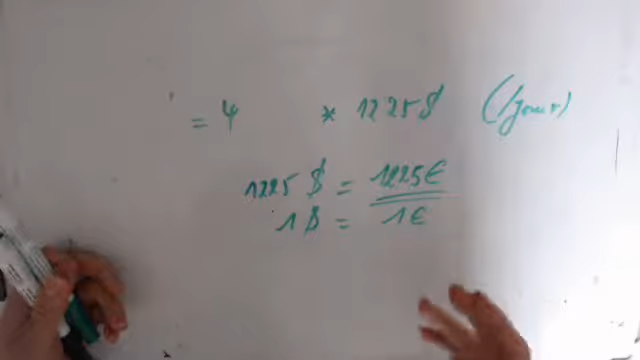 = 4 * 1225 $ (/jour)
1225 $ = 1225 €
1 $ = 1 €